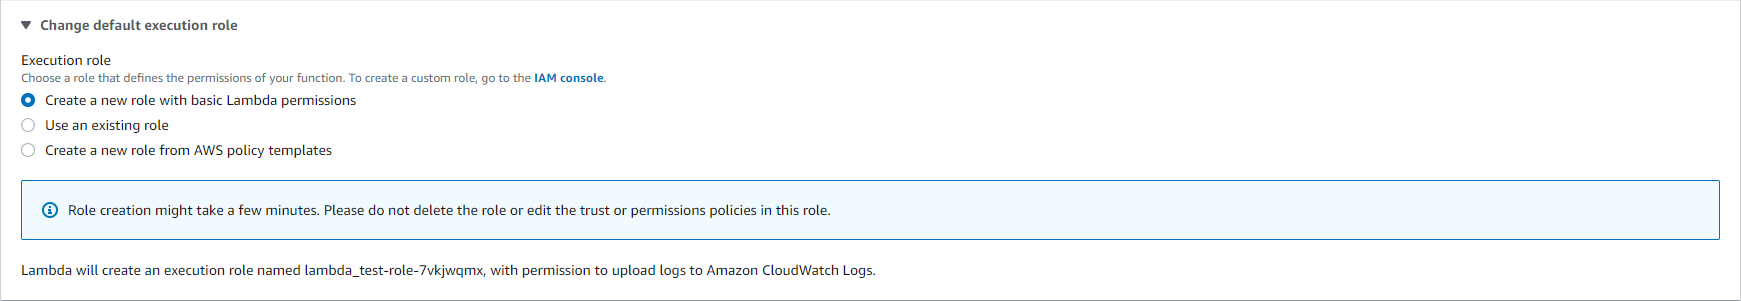 Change default execution role
Execution role
Choose a role that defines the permissions of your function. To create a custom role, go to the IAM console.
Create a new role with basic Lambda permissions
Use an existing role
Create a new role from AWS policy templates
Role creation might take a few minutes. Please do not delete the role or edit the trust or permissions policies in this role.
Lambda will create an execution role named lambda_test-role-7vkjwqmx, with permission to upload logs to Amazon CloudWatch Logs.